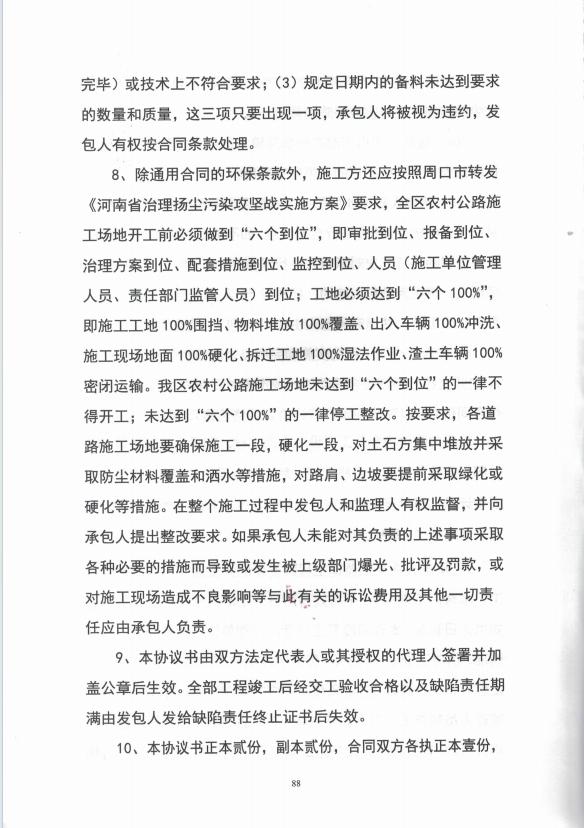 完毕）或技术上不符合要求；（3）规定日期内的备料未达到要求
的数量和质量，这三项只要出现一项，承包人将被视为违约，发
包人有权按合同条款处理。
8、除通用合同的环保条款外，施工方还应按照周口市转发
《河南省治理扬尘污染攻坚战实施方案》要求，全区农村公路施
工场地开工前必须做到“六个到位”，即审批到位、报备到位、
治理方案到位、配套措施到位、监控到位、人员（施工单位管理
人员、责任部门监管人员）到位；工地必须达到“六个100%”，
即施工工地100%围挡、物料堆放100%覆盖、出入车辆100%冲洗、
施工现场地面100%硬化、拆迁工地100%湿法作业、渣土车辆100%
密闭运输。我区农村公路施工场地未达到“六个到位”的一律不
得开工；未达到“六个100%”的一律停工整改。按要求，各道
路施工场地要确保施工一段，硬化一段，对土石方集中堆放并采
取防尘材料覆盖和洒水等措施，对路肩、边坡要提前采取绿化或
硬化等措施。在整个施工过程中发包人和监理人有权监督，并向
承包人提出整改要求。如果承包人未能对其负责的上述事项采取
各种必要的措施而导致或发生被上级部门曝光、批评及罚款，或
对施工现场造成不良影响等与此有关的诉讼费用及其他一切责
任应由承包人负责。
9、本协议书由双方法定代表人或其授权的代理人签署并加
盖公章后生效。全部工程竣工后经交工验收合格以及缺陷责任期
满由发包人发给缺陷责任终止证书后失效。
10、本协议书正本贰份，副本贰份，合同双方各执正本壹份，
88